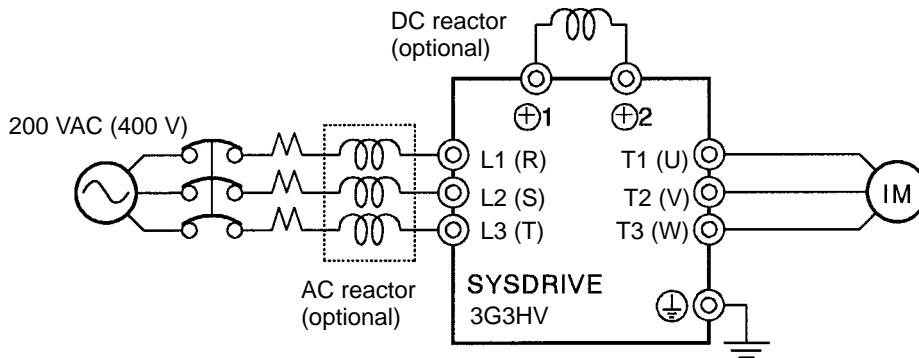 DC reactor
(optional)
⊕1
⊕2
200 VAC (400 V)
L1 (R)
T1 (U)
L2 (S)
T2 (V)
IM
L3 (T)
T3 (W)
AC reactor
(optional)
SYSDRIVE
3G3HV